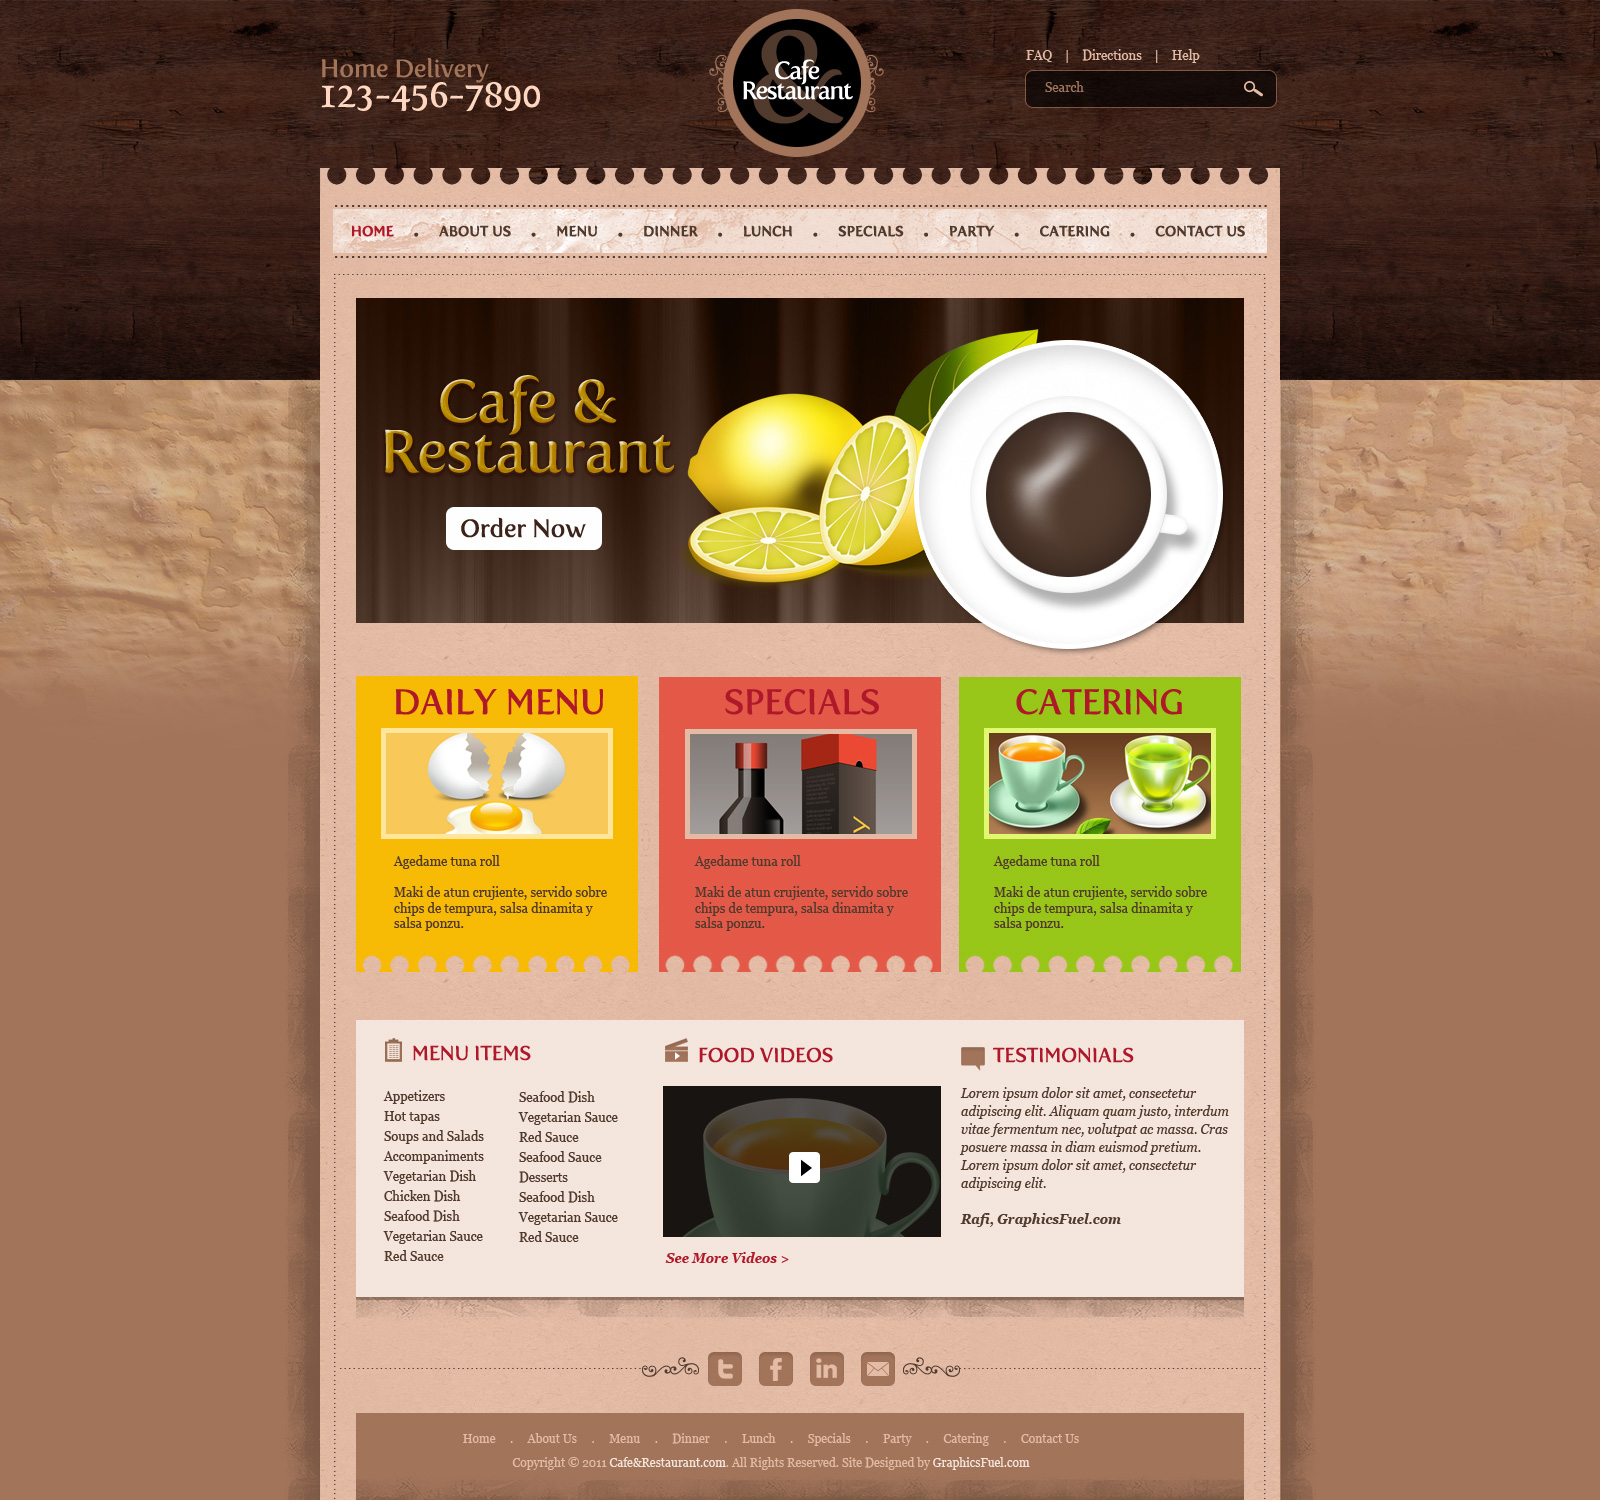 Home Delivery
123-456-7890
&
Cafe
Restaurant
FAQ | Directions | Help
Search
HOME • ABOUT US • MENU • DINNER • LUNCH • SPECIALS • PARTY • CATERING • CONTACT US
Cafe &
Restaurant
Order Now
DAILY MENU
Agedame tuna roll
Maki de atun crujiente, servido sobre
chips de tempura, salsa dinamita y
salsa ponzu.
SPECIALS
Agedame tuna roll
Maki de atun crujiente, servido sobre
chips de tempura, salsa dinamita y
salsa ponzu.
CATERING
Agedame tuna roll
Maki de atun crujiente, servido sobre
chips de tempura, salsa dinamita y
salsa ponzu.
MENU ITEMS
Appetizers
Hot tapas
Soups and Salads
Accompaniments
Vegetarian Dish
Chicken Dish
Seafood Dish
Vegetarian Sauce
Red Sauce
Seafood Dish
Vegetarian Sauce
Red Sauce
Seafood Sauce
Desserts
Seafood Dish
Vegetarian Sauce
Red Sauce
FOOD VIDEOS
See More Videos >
TESTIMONIALS
Lorem ipsum dolor sit amet, consectetur
adipiscing elit. Aliquam quam justo, interdum
vitae fermentum nec, volutpat ac massa. Cras
posuere massa in diam euismod pretium.
Lorem ipsum dolor sit amet, consectetur
adipiscing elit.
Rafi, GraphicsFuel.com
Home . About Us . Menu . Dinner . Lunch . Specials . Party . Catering . Contact Us
Copyright © 2011 Cafe&Restaurant.com. All Rights Reserved. Site Designed by GraphicsFuel.com